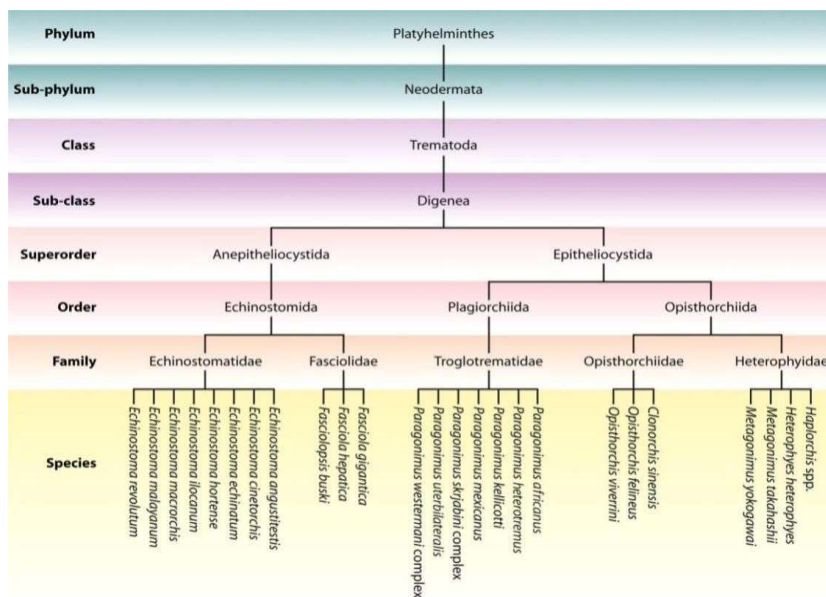 Phylum Platyhelminthes
Sub-phylum Neodermata
Class Trematoda
Sub-class Digenea
Superorder Anepitheliocystida Epitheliocystida
Order Echinostomida Plagiorchiida Opisthorchiida
Family Echinostomatidae Fasciolidae Troglotrematidae Opisthorchiidae Heterophyidae
Species
Echinostoma revolutum
Echinostoma malayanum
Echinostoma macrorchis
Echinostoma ilocanum
Echinostoma hortense
Echinostoma echinatum
Echinostoma cinetorchis
Echinostoma angustitestis
Fasciolopsis buski
Fasciola hepatica
Fasciola gigantica
Paragonimus westermani complex
Paragonimus uterbilateralis
Paragonimus skrjabini complex
Paragonimus mexicanus
Paragonimus kellicotti
Paragonimus heterotremus
Paragonimus africanus
Opisthorchis viverrini
Opisthorchis felineus
Clonorchis sinensis
Metagonimus yokogawai
Metagonimus takahashii
Heterophyes heterophyes
Haplorchis spp.